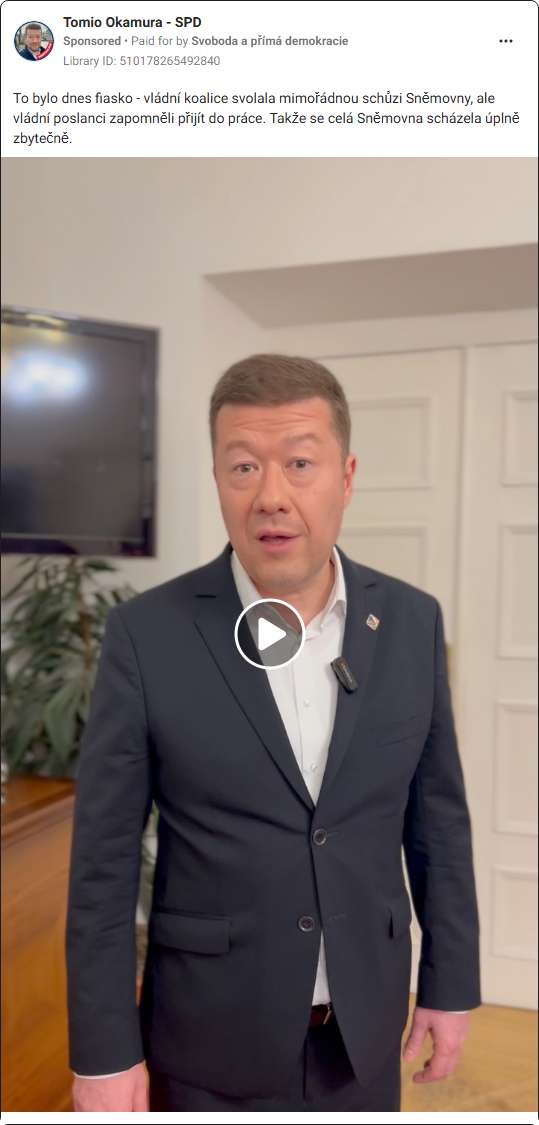 Tomio Okamura - SPD
Sponsored • Paid for by Svoboda a přímá demokracie
Library ID: 510178265492840
To bylo dnes fiasko - vládní koalice svolala mimořádnou schůzi Sněmovny, ale
vládní poslanci zapomněli přijít do práce. Takže se celá Sněmovna scházela úplně
zbytečně.